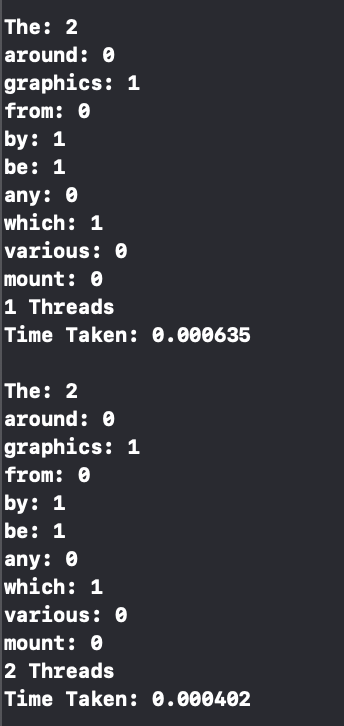 The: 2
around: 0
graphics: 1
from: 0
by: 1
be: 1
any: 0
which: 1
various: 0
mount: 0
1 Threads
Time Taken: 0.000635
The: 2
around: 0
graphics: 1
from: 0
by: 1
be: 1
any: 0
which: 1
various: 0
mount: 0
2 Threads
Time Taken: 0.000402